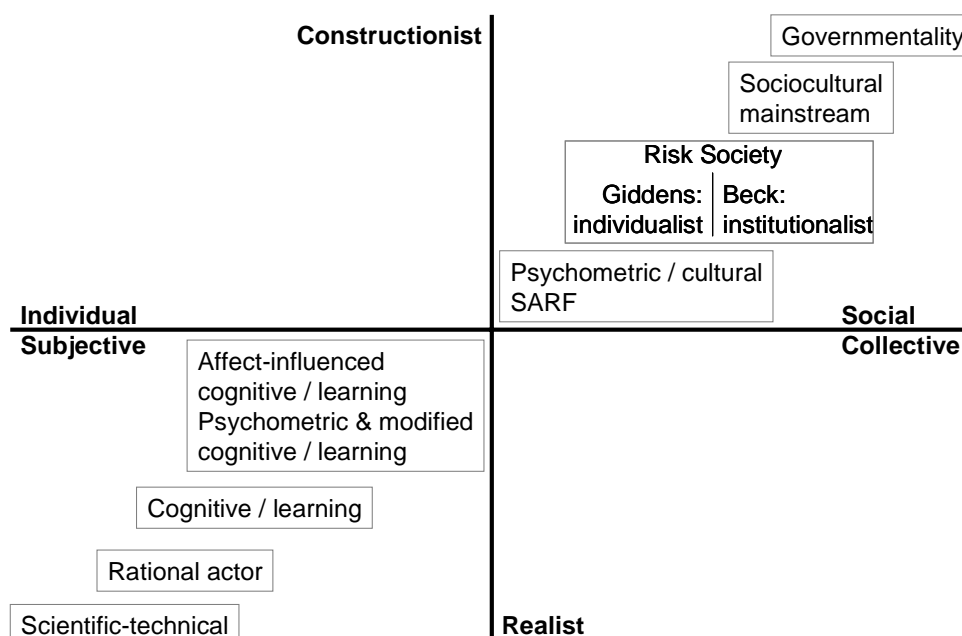 Constructionist
Governmentality
Sociocultural
mainstream
Risk Society
Giddens:
individualist
Beck:
institutionalist
Psychometric / cultural
SARF
Individual
Subjective
Social
Collective
Affect-influenced
cognitive / learning
Psychometric & modified
cognitive / learning
Cognitive / learning
Rational actor
Scientific-technical
Realist